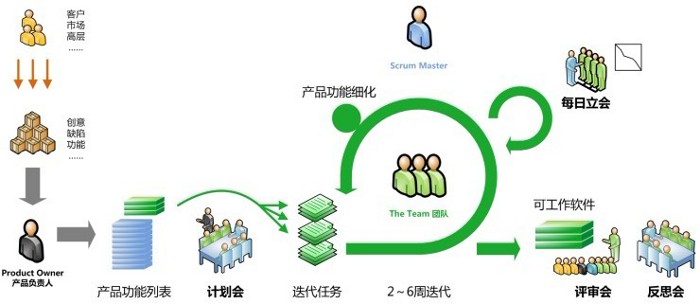 客户
市场
高层
……
创意
缺陷
功能
……
Product Owner
产品负责人
产品功能列表
计划会
迭代任务
产品功能细化
Scrum Master
The Team 团队
2～6周迭代
每日立会
可工作软件
评审会
反思会